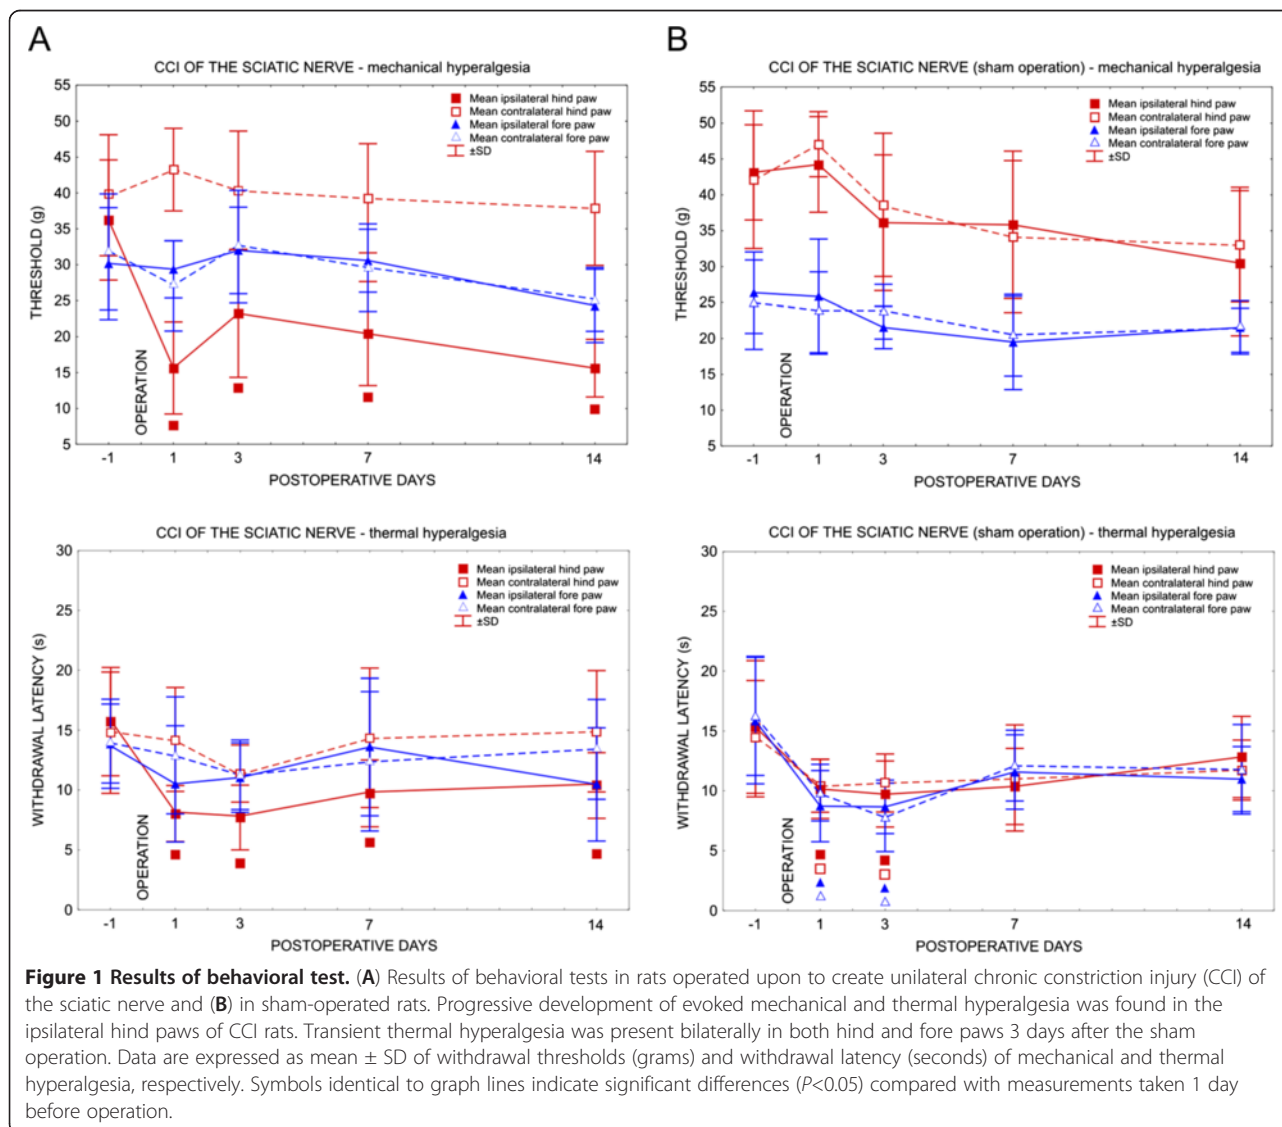 A
CCI OF THE SCIATIC NERVE - mechanical hyperalgesia
55
50
45
40
35
30
25
20
15
10
5
THRESHOLD (g)
Mean ipsilateral hind paw
Mean contralateral hind paw
Mean ipsilateral fore paw
Mean contralateral fore paw
±SD
OPERATION
-1 1 3 7 14
POSTOPERATIVE DAYS
B
CCI OF THE SCIATIC NERVE (sham operation) - mechanical hyperalgesia
55
50
45
40
35
30
25
20
15
10
5
THRESHOLD (g)
Mean ipsilateral hind paw
Mean contralateral hind paw
Mean ipsilateral fore paw
Mean contralateral fore paw
±SD
OPERATION
-1 1 3 7 14
POSTOPERATIVE DAYS
CCI OF THE SCIATIC NERVE - thermal hyperalgesia
30
25
20
15
10
5
0
WITHDRAWAL LATENCY (s)
Mean ipsilateral hind paw
Mean contralateral hind paw
Mean ipsilateral fore paw
Mean contralateral fore paw
±SD
OPERATION
-1 1 3 7 14
POSTOPERATIVE DAYS
CCI OF THE SCIATIC NERVE (sham operation) - thermal hyperalgesia
30
25
20
15
10
5
0
WITHDRAWAL LATENCY (s)
Mean ipsilateral hind paw
Mean contralateral hind paw
Mean ipsilateral fore paw
Mean contralateral fore paw
±SD
OPERATION
-1 1 3 7 14
POSTOPERATIVE DAYS
Figure 1 Results of behavioral test. (A) Results of behavioral tests in rats operated upon to create unilateral chronic constriction injury (CCI) of
the sciatic nerve and (B) in sham-operated rats. Progressive development of evoked mechanical and thermal hyperalgesia was found in the
ipsilateral hind paws of CCI rats. Transient thermal hyperalgesia was present bilaterally in both hind and fore paws 3 days after the sham
operation. Data are expressed as mean ± SD of withdrawal thresholds (grams) and withdrawal latency (seconds) of mechanical and thermal
hyperalgesia, respectively. Symbols identical to graph lines indicate significant differences (P<0.05) compared with measurements taken 1 day
before operation.